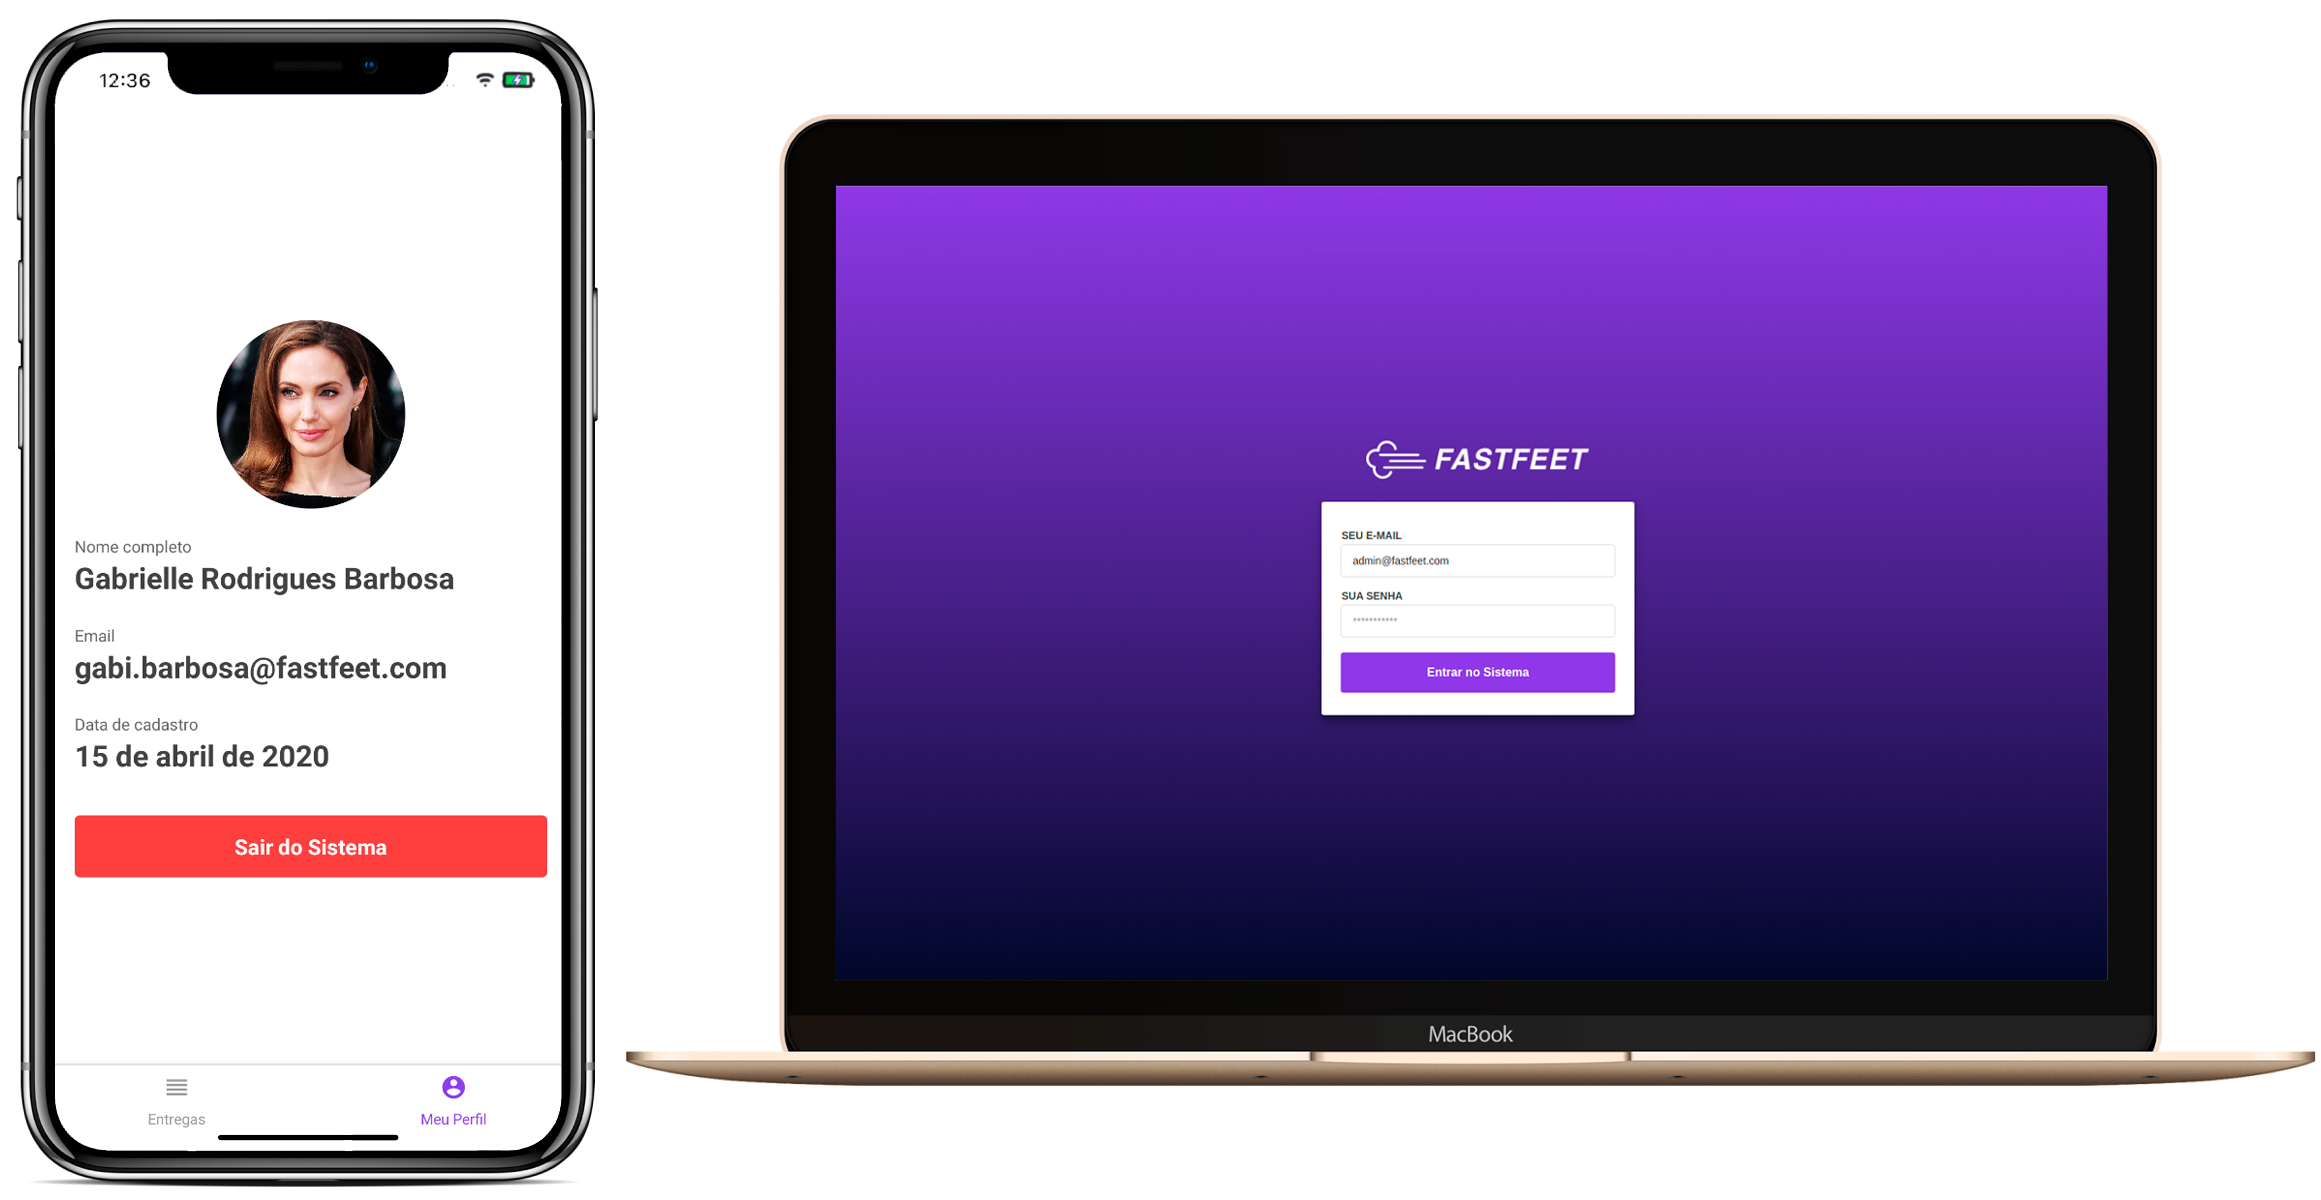 12:36
Nome completo
Gabrielle Rodrigues Barbosa
Email
gabi.barbosa@fastfeet.com
Data de cadastro
15 de abril de 2020
Sair do Sistema
Entregas
Meu Perfil
FASTFEET
SEU E-MAIL
admin@fastfeet.com
SUA SENHA
***********
Entrar no Sistema
MacBook